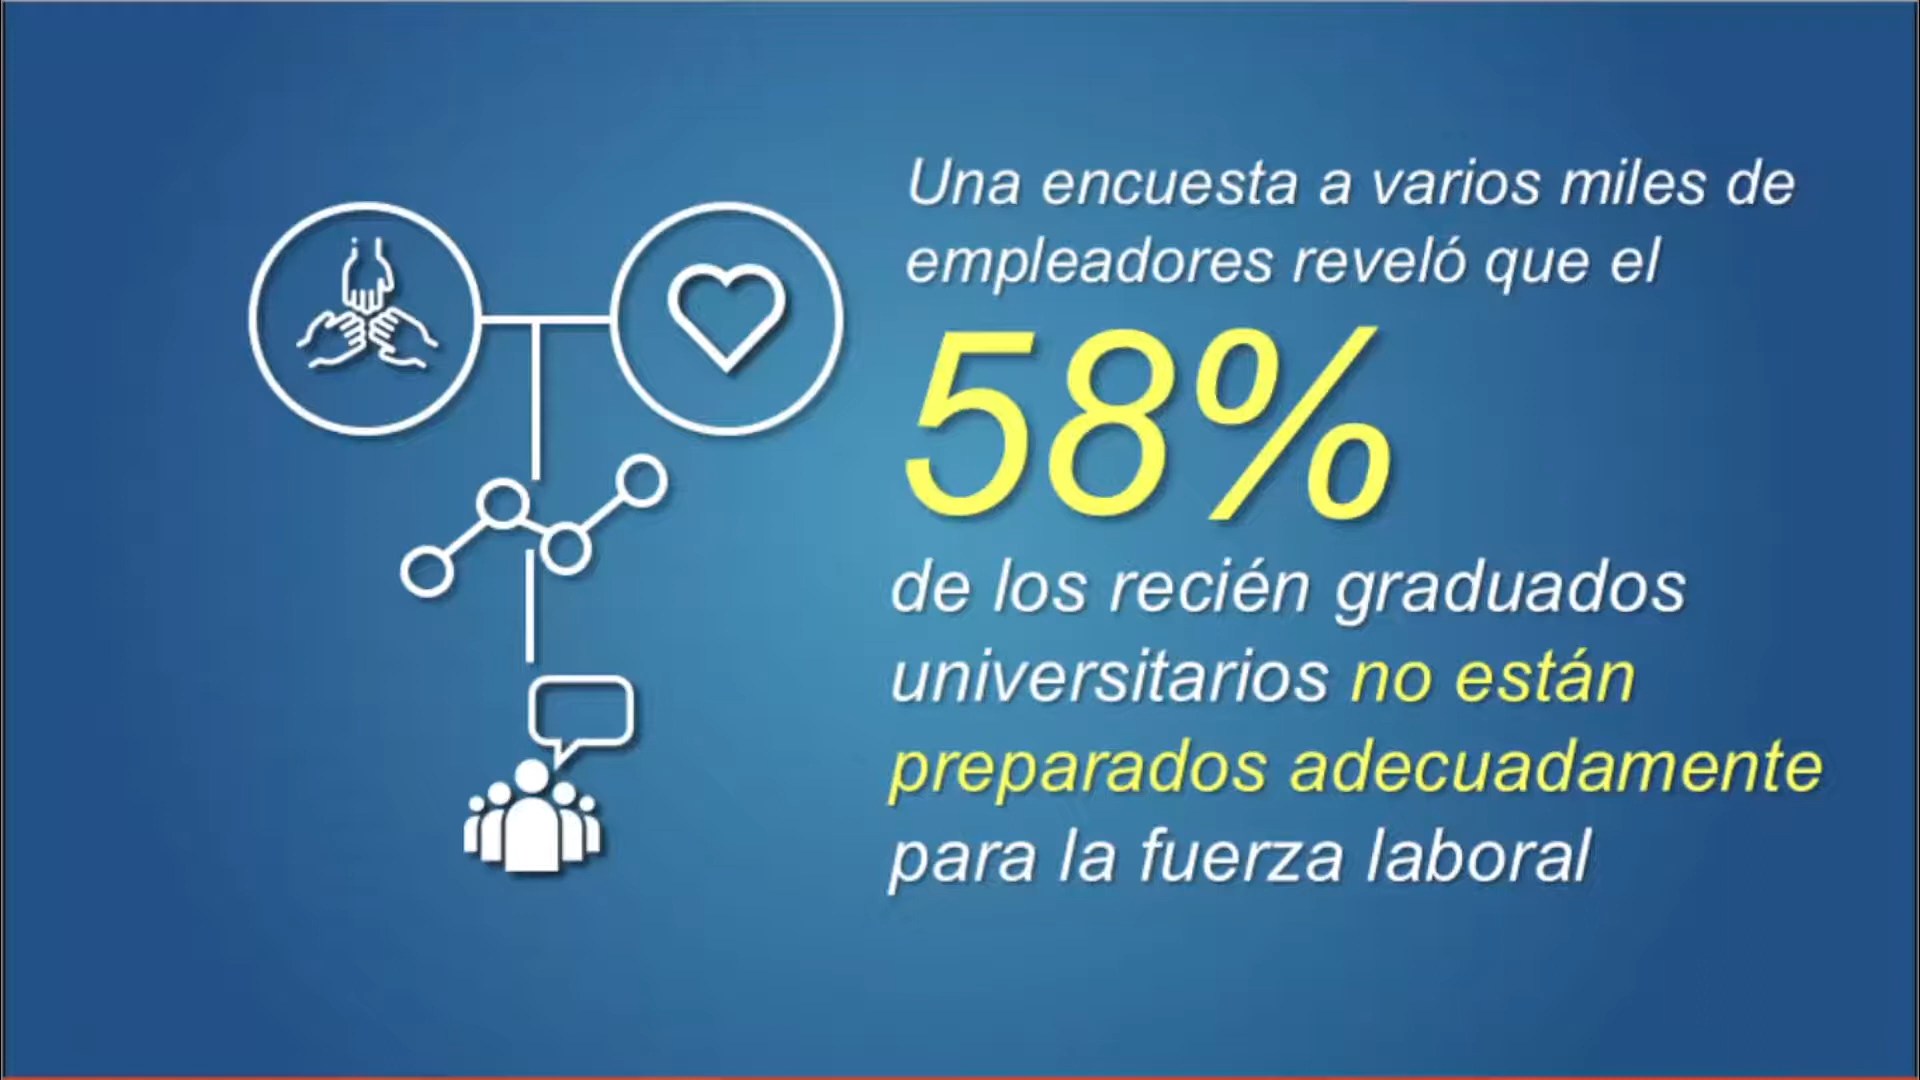 Una encuesta a varios miles de
empleadores reveló que el
58%
de los recién graduados
universitarios no están
preparados adecuadamente
para la fuerza laboral